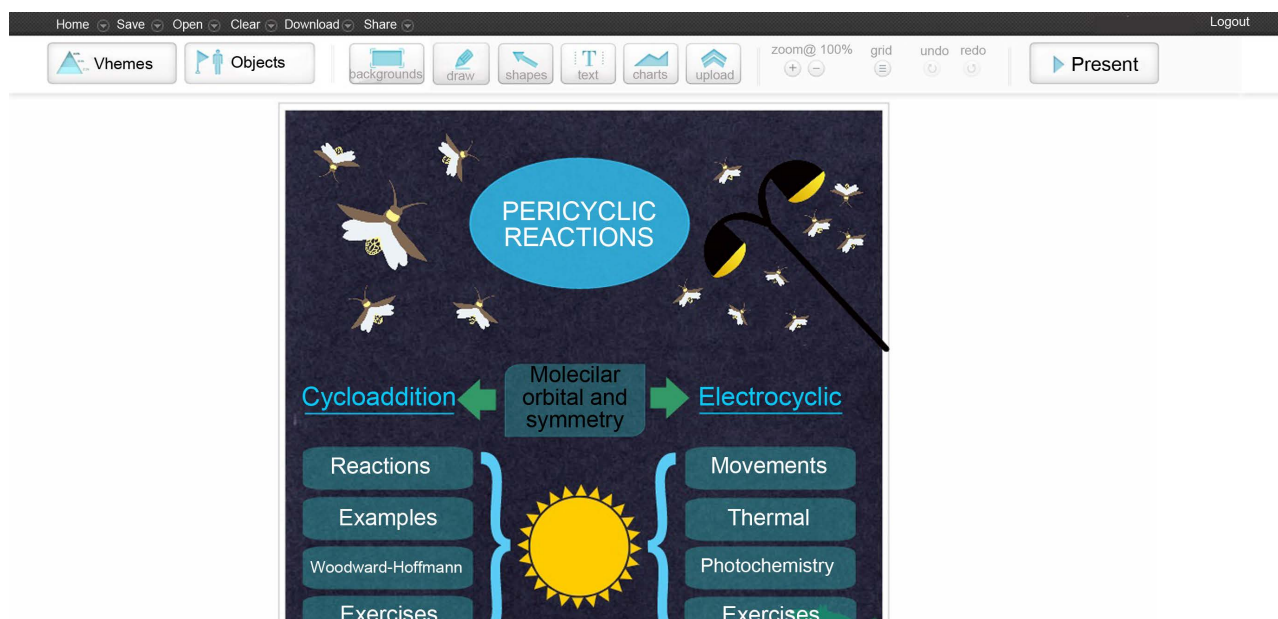 Home Save Open Clear Download Share Logout
Vhemes Objects backgrounds draw shapes text charts upload zoom@ 100% grid undo redo Present
T
PERICYCLIC
REACTIONS
Molecilar
orbital and
symmetry
Cycloaddition
Electrocyclic
Reactions
Examples
Woodward-Hoffmann
Exercises
Movements
Thermal
Photochemistry
Exercises